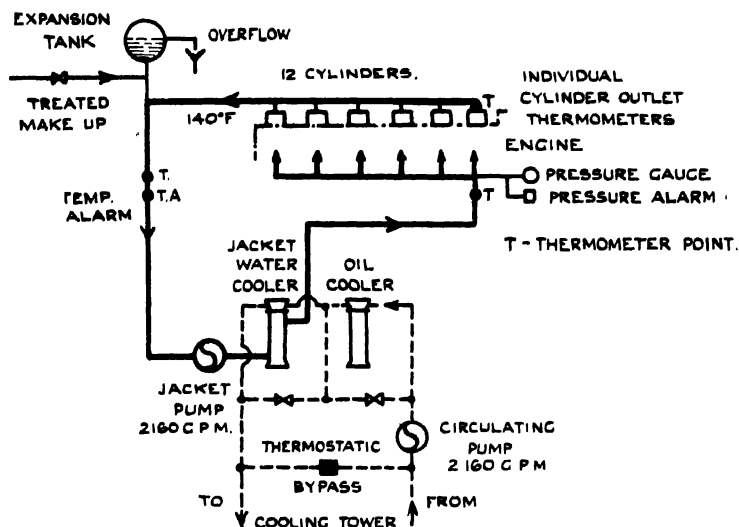 EXPANSION
TANK
OVERFLOW
TREATED
MAKE UP
140°F
12 CYLINDERS.
T
INDIVIDUAL
CYLINDER OUTLET
THERMOMETERS
ENGINE
PRESSURE GAUGE
PRESSURE ALARM.
T
T - THERMOMETER POINT.
T.
T.A
TEMP.
ALARM
JACKET
WATER
COOLER
OIL
COOLER
JACKET
PUMP
2160 G P M.
THERMOSTATIC
BYPASS
CIRCULATING
PUMP
2 160 G P M
TO
FROM
COOLING TOWER